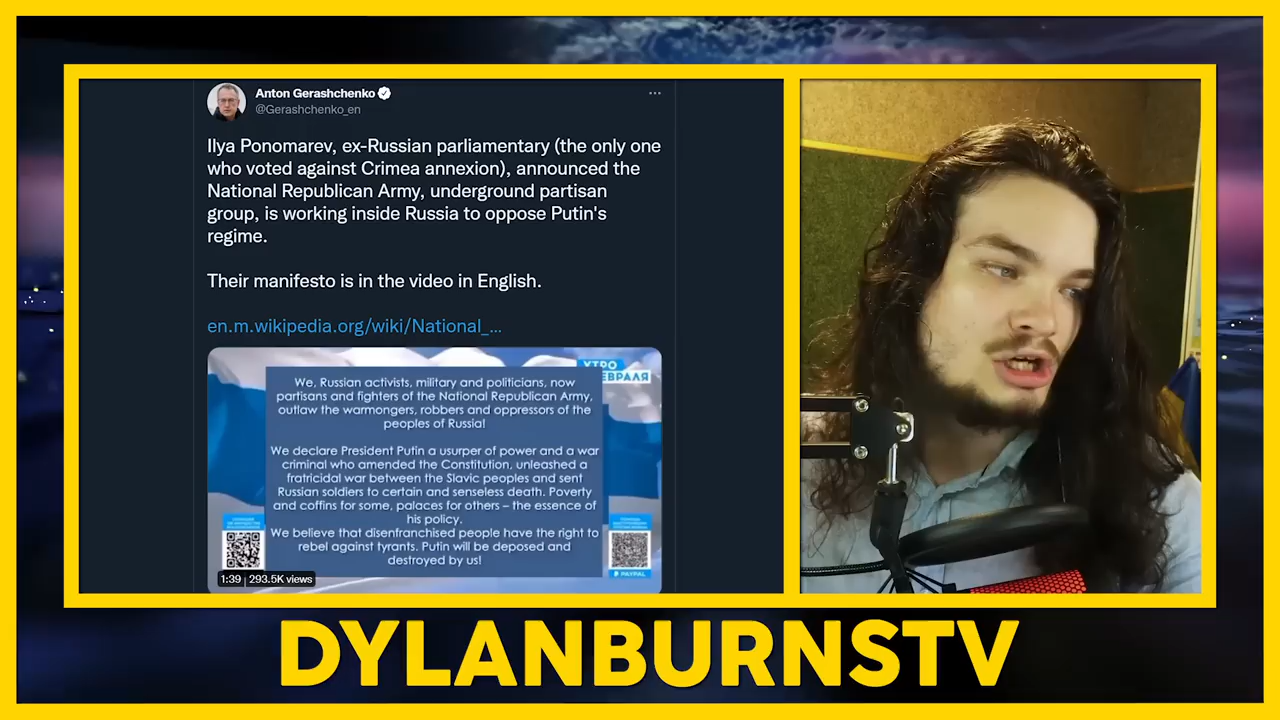 Anton Gerashchenko
@Gerashchenko_en
Ilya Ponomarev, ex-Russian parliamentary (the only one
who voted against Crimea annexion), announced the
National Republican Army, underground partisan
group, is working inside Russia to oppose Putin's
regime.
Their manifesto is in the video in English.
en.m.wikipedia.org/wiki/National_...
УТРО
ФЕВРАЛЯ
We, Russian activists, military and politicians, now
partisans and fighters of the National Republican Army,
outlaw the warmongers, robbers and oppressors of the
peoples of Russia!
We declare President Putin a usurper of power and a war
criminal who amended the Constitution, unleashed a
fratricidal war between the Slavic peoples and sent
Russian soldiers to certain and senseless death. Poverty
and coffins for some, palaces for others – the essence of
his policy.
We believe that disenfranchised people have the right to
rebel against tyrants. Putin will be deposed and
destroyed by us!
PAYPAL
1:39 | 293.5K views
DYLANBURNSTV